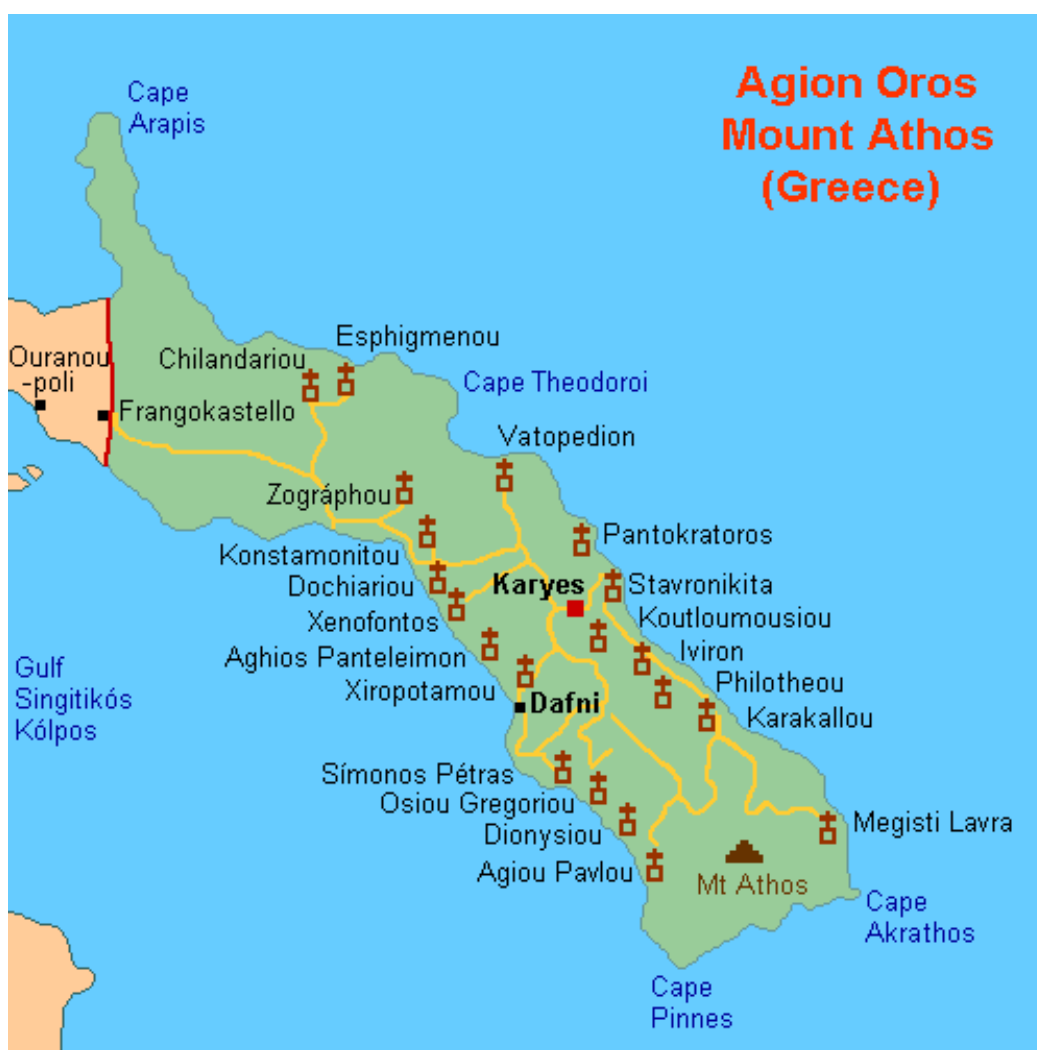 Agion Oros
Mount Athos
(Greece)
Cape
Arapis
Esphigmenou
Chilandariou
Ouranou
-poli
Cape Theodoroi
Frangokastello
Vatopedion
Zográphou
Pantokratoros
Konstamonitou
Dochiariou
Karyes
Stavronikita
Koutloumousiou
Xenofontos
Iviron
Aghios Panteleimon
Gulf
Singitikós
Kólpos
Philotheou
Xiropotamou
Dafni
Karakallou
Símonos Pétras
Osiou Gregoriou
Dionysiou
Megisti Lavra
Agiou Pavlou
Mt Athos
Cape
Akrathos
Cape
Pinnes